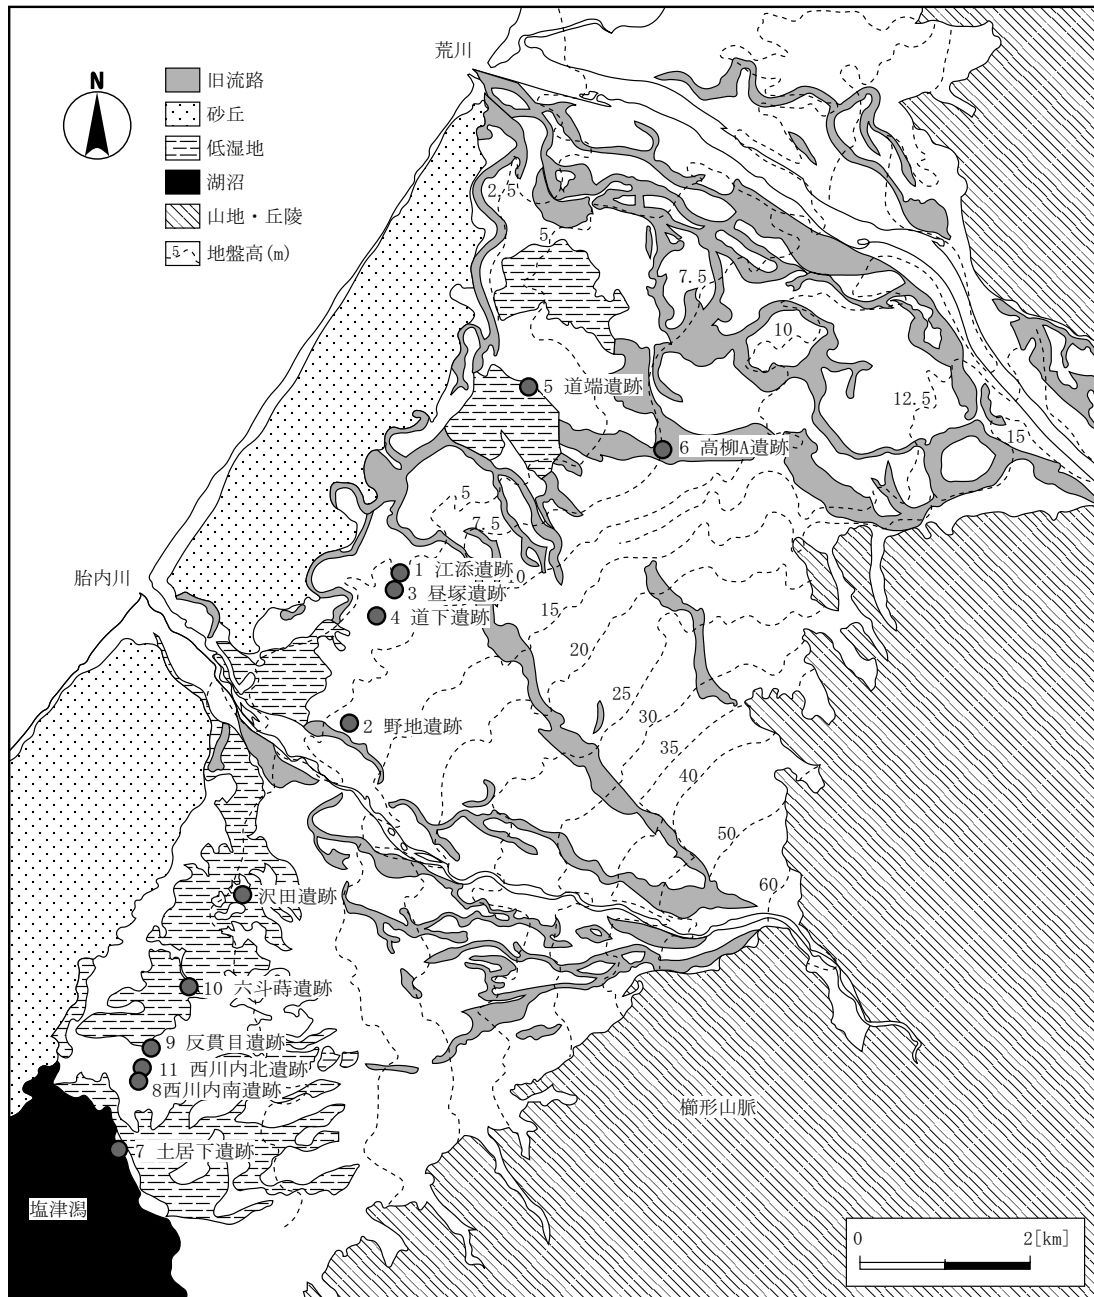 荒川
N
旧流路
砂丘
低湿地
湖沼
山地・丘陵
5 地盤高(m)
2.5
5
7.5
10
12.5
15
5 道端遺跡
6 高柳A遺跡
5
7.5
10
1 江添遺跡
3 昼塚遺跡
4 道下遺跡
胎内川
15
20
25
30
35
40
50
60
2 野地遺跡
沢田遺跡
10 六斗蒔遺跡
9 反貫目遺跡
11 西川内北遺跡
8西川内南遺跡
7 土居下遺跡
櫛形山脈
塩津潟
0 2[km]